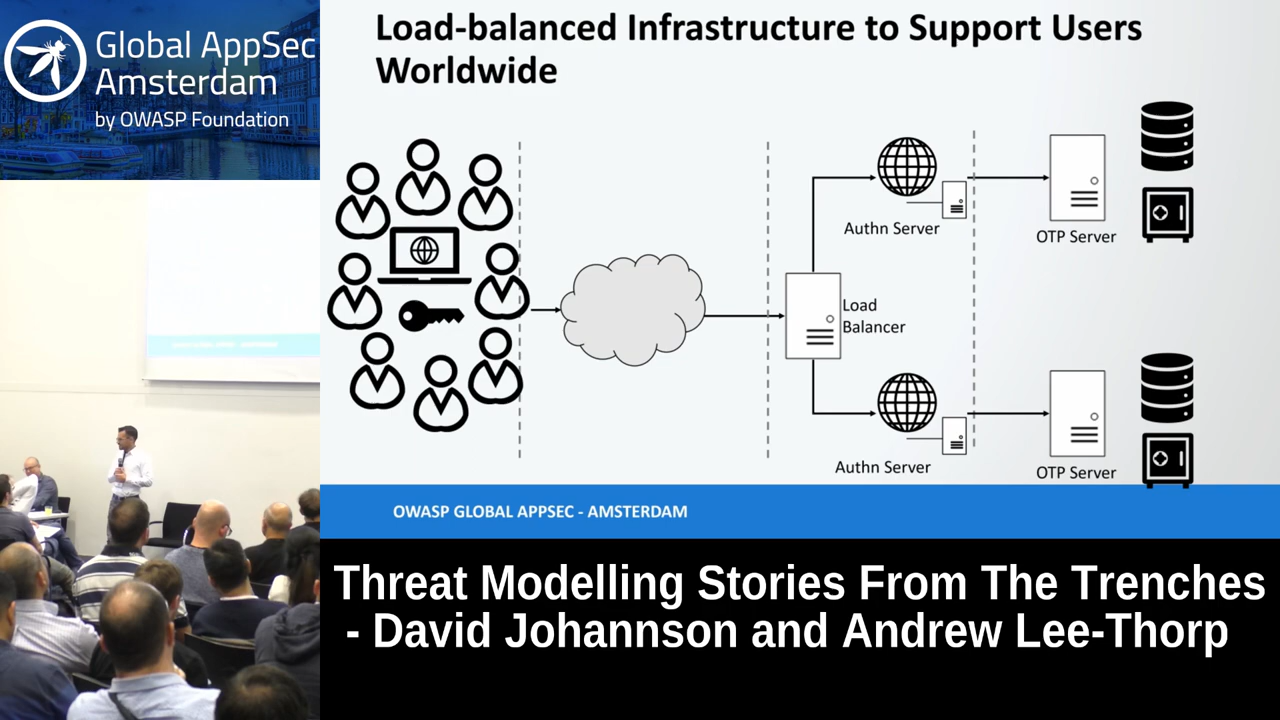 Global AppSec
Amsterdam
by OWASP Foundation
Load-balanced Infrastructure to Support Users
Worldwide
Authn Server
OTP Server
Load
Balancer
Authn Server
OTP Server
OWASP GLOBAL APPSEC - AMSTERDAM
Threat Modelling Stories From The Trenches
- David Johannson and Andrew Lee-Thorp